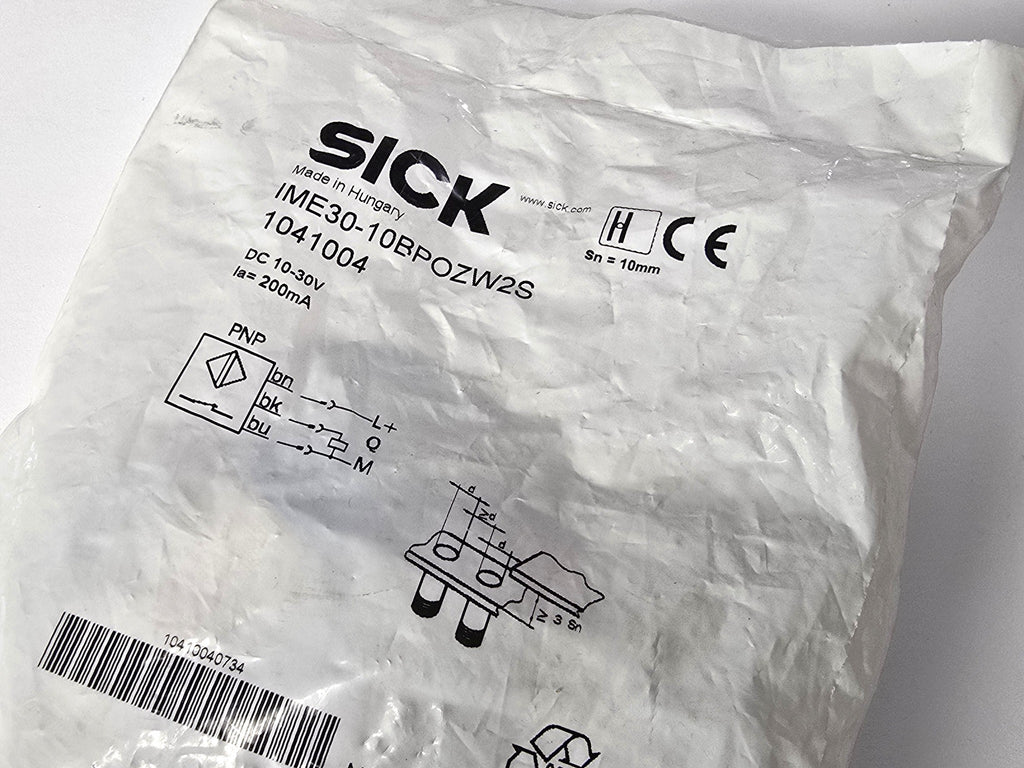 SICK
Made in Hungary
www.sick.com
IME30-10BPOZW2S
1041004
Sn = 10mm
CE
DC 10-30V
Ia= 200mA
PNP
bn
bk
bu
L+
Q
M
d
≥d
d
≥ 3 Sn
10410040734